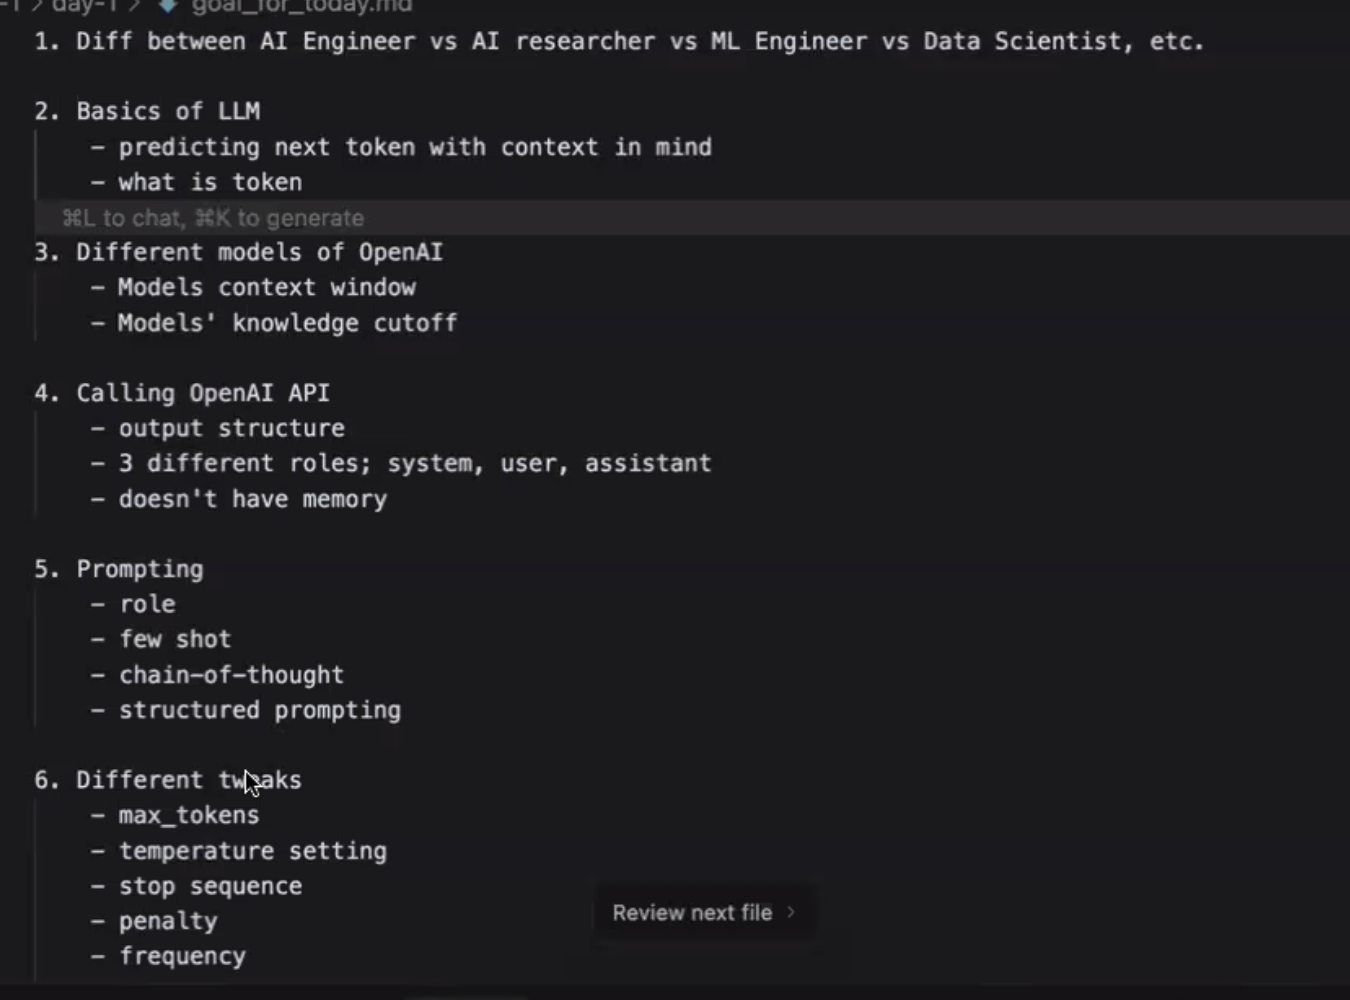 day-1 > goal_for_today.md
1. Diff between AI Engineer vs AI researcher vs ML Engineer vs Data Scientist, etc.
2. Basics of LLM
- predicting next token with context in mind
- what is token
⌘L to chat, ⌘K to generate
3. Different models of OpenAI
- Models context window
- Models' knowledge cutoff
4. Calling OpenAI API
- output structure
- 3 different roles; system, user, assistant
- doesn't have memory
5. Prompting
- role
- few shot
- chain-of-thought
- structured prompting
6. Different tweaks
- max_tokens
- temperature setting
- stop sequence
- penalty
- frequency
Review next file >